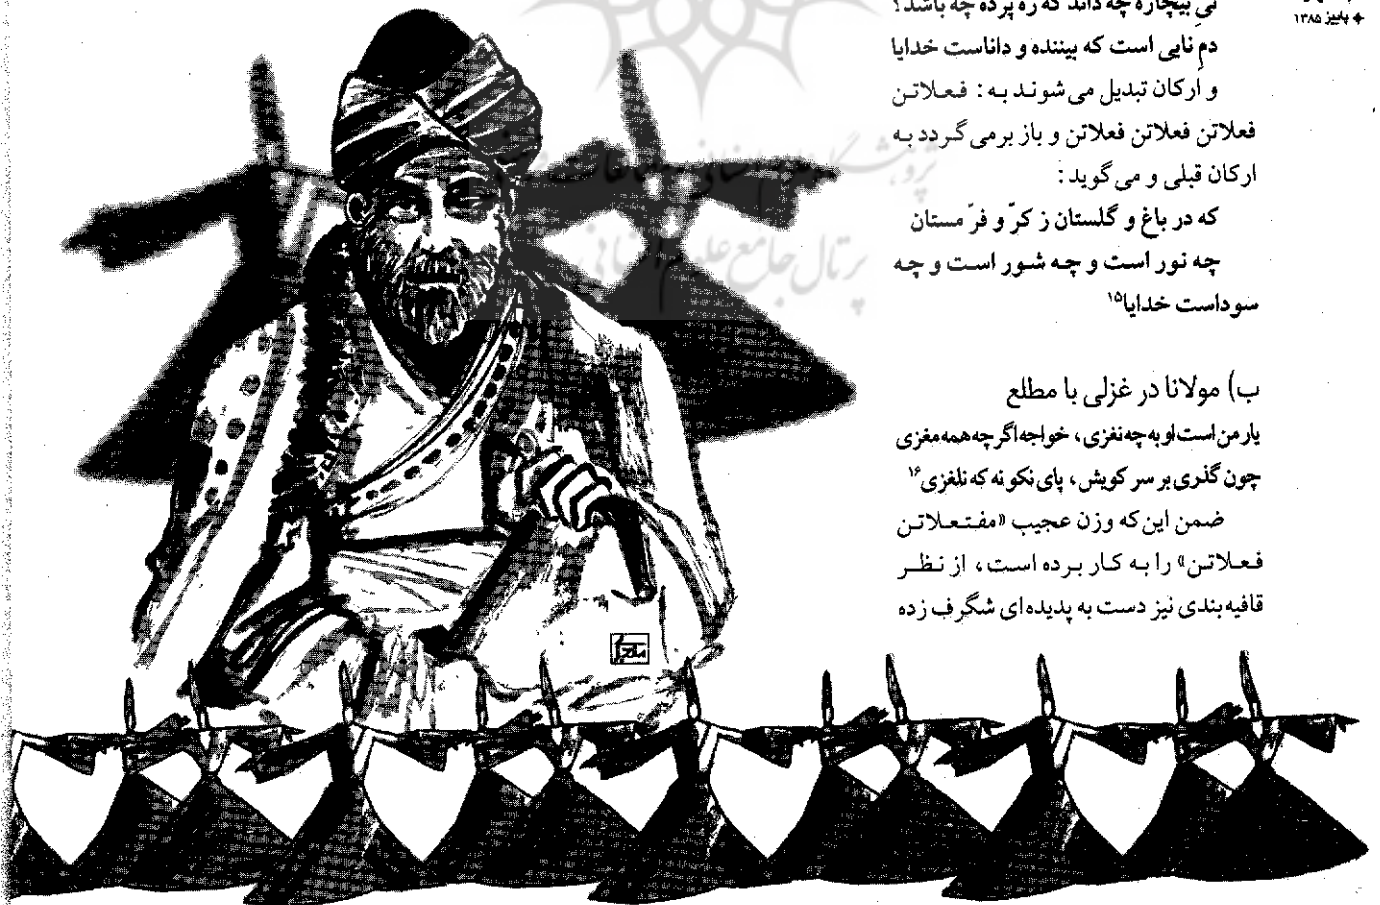 پاییز ۱۳۸۵
نی بیچاره چه داند که ره پرده چه باشد؟
دمِ نایی است که بیننده و داناست خدایا
و ارکان تبدیل می‌شوند به: فعلاتن
فعلاتن فعلاتن فعلاتن و باز برمی‌گردد به
ارکان قبلی و می‌گوید:
که در باغ و گلستان ز کرّ و فرّ مستان
چه نور است و چه شور است و چه
سوداست خدایا۱۵
ب) مولانا در غزلی با مطلع
یار من است او به چه نغزی، خواجه اگرچه همه مغزی
چون گذری بر سر کویش، پای نکو نه که نلغزی۱۶
ضمن این‌که وزن عجیب «مفتعلاتن
فعلاتن» را به کار برده است، از نظر
قافیه‌بندی نیز دست به پدیده‌ای شگرف زده
پرتال جامع علوم انسانی